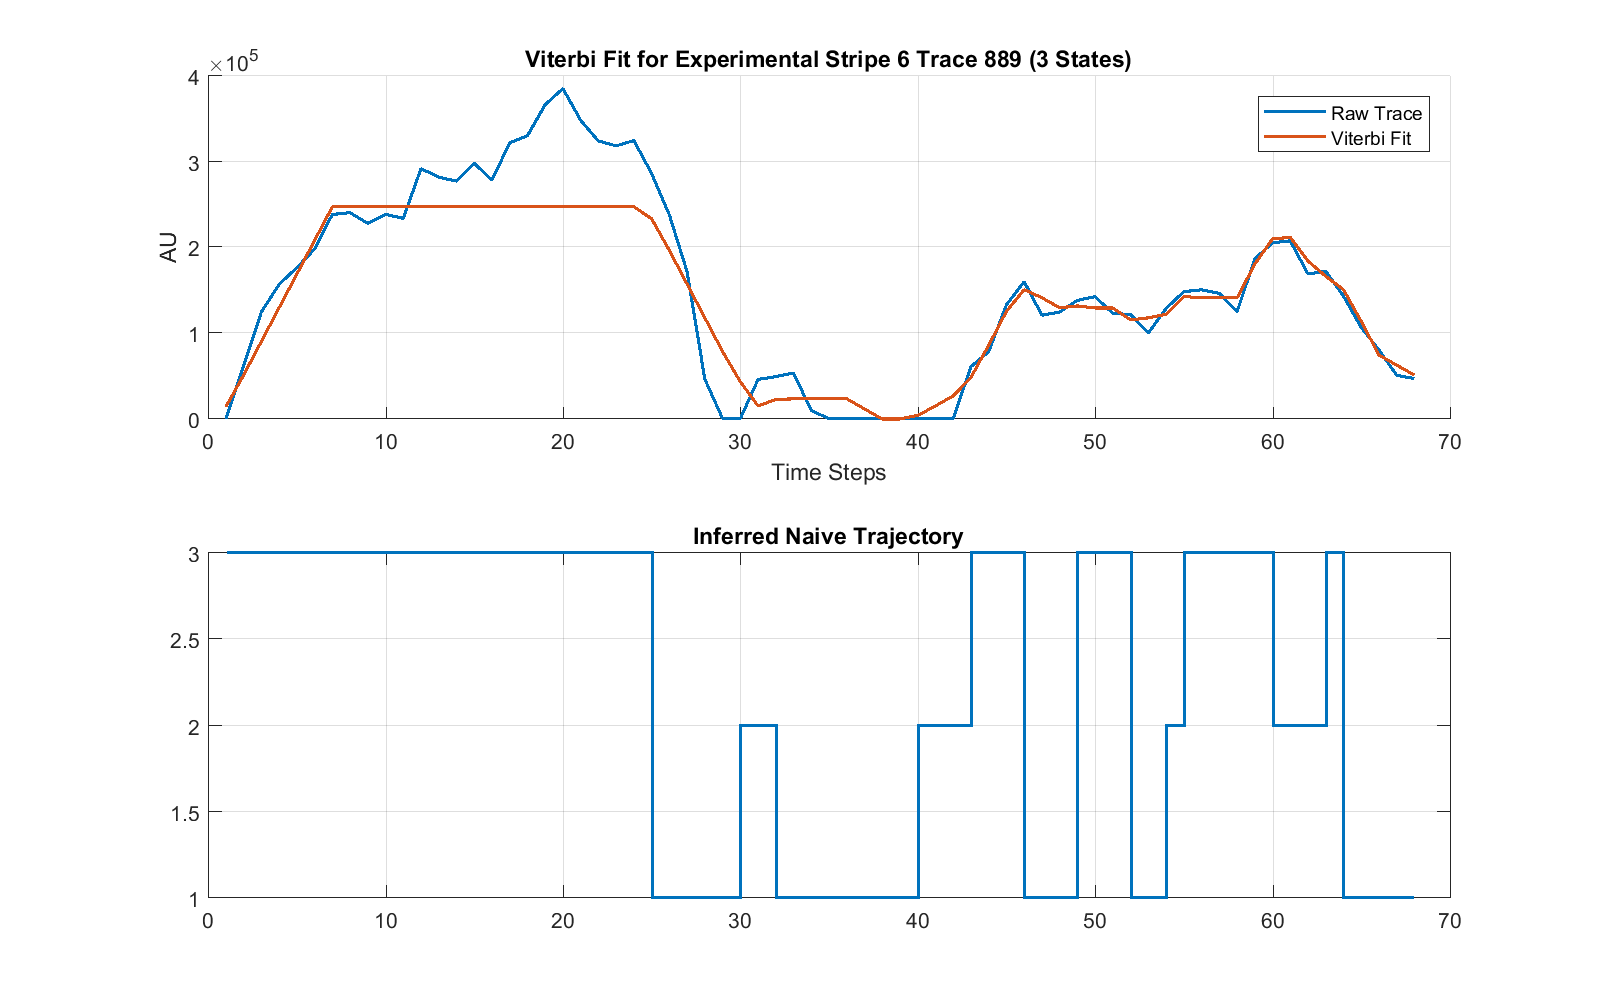 Viterbi Fit for Experimental Stripe 6 Trace 889 (3 States)
×10^5
4
3
2
1
0
AU
Raw Trace
Viterbi Fit
0 10 20 30 40 50 60 70
Time Steps
Inferred Naive Trajectory
3
2.5
2
1.5
1
0 10 20 30 40 50 60 70